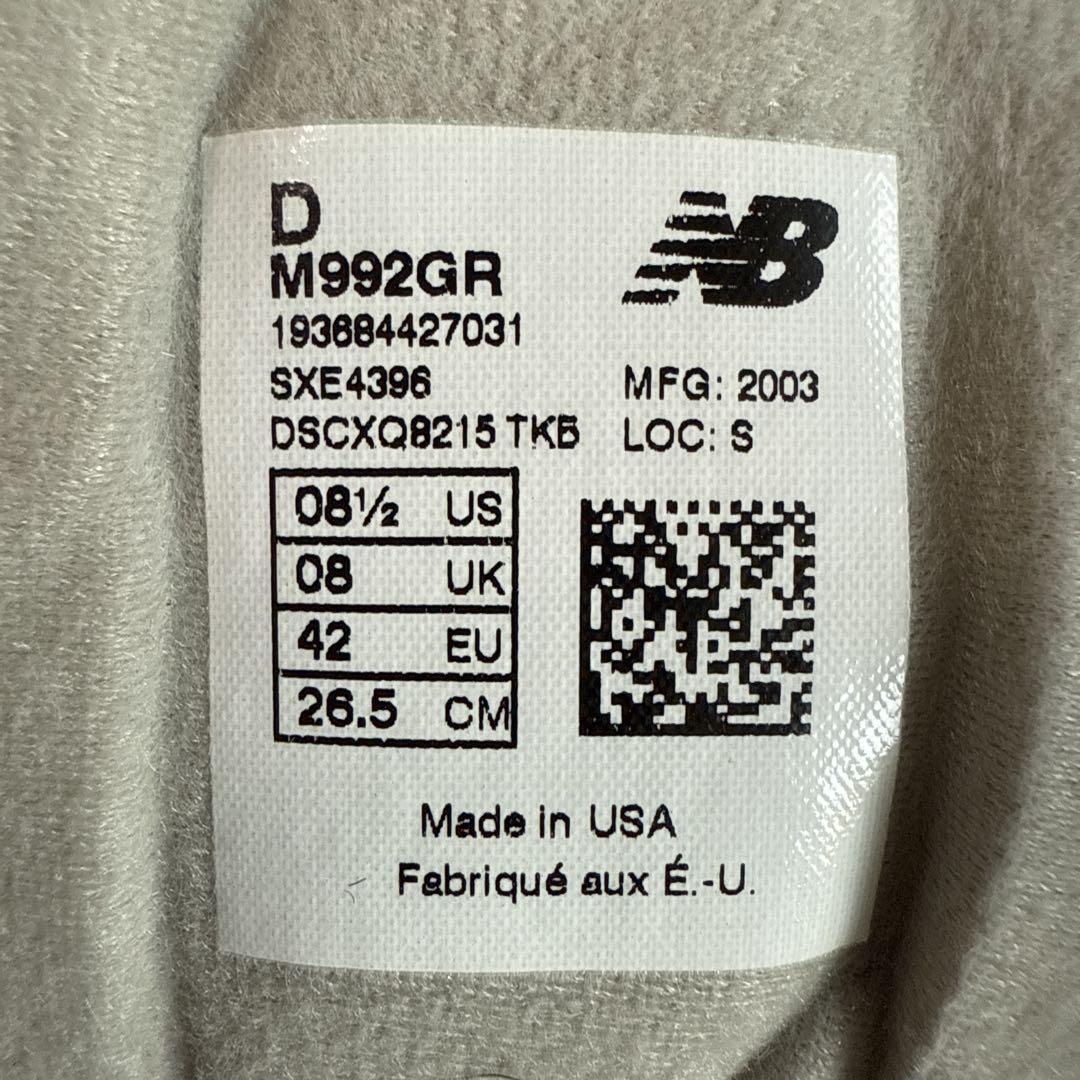 D
NB
M992GR
193684427031
SXE4396
MFG: 2003
DSCXQ8215 TKB
LOC: S
08½ US
08 UK
42 EU
26.5 CM
Made in USA
Fabriqué aux É.-U.